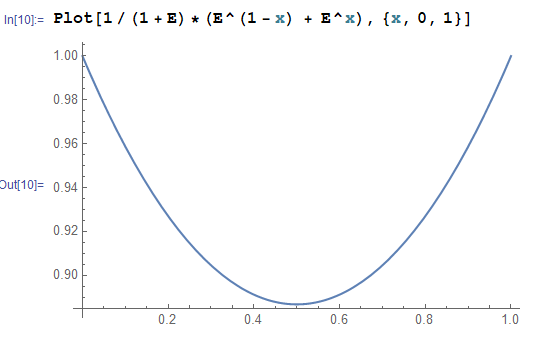 In[10]:= Plot[1/(1+E)*(E^(1-x) + E^x), {x, 0, 1}]
1.00
0.98
0.96
Out[10]= 0.94
0.92
0.90
0.2 0.4 0.6 0.8 1.0